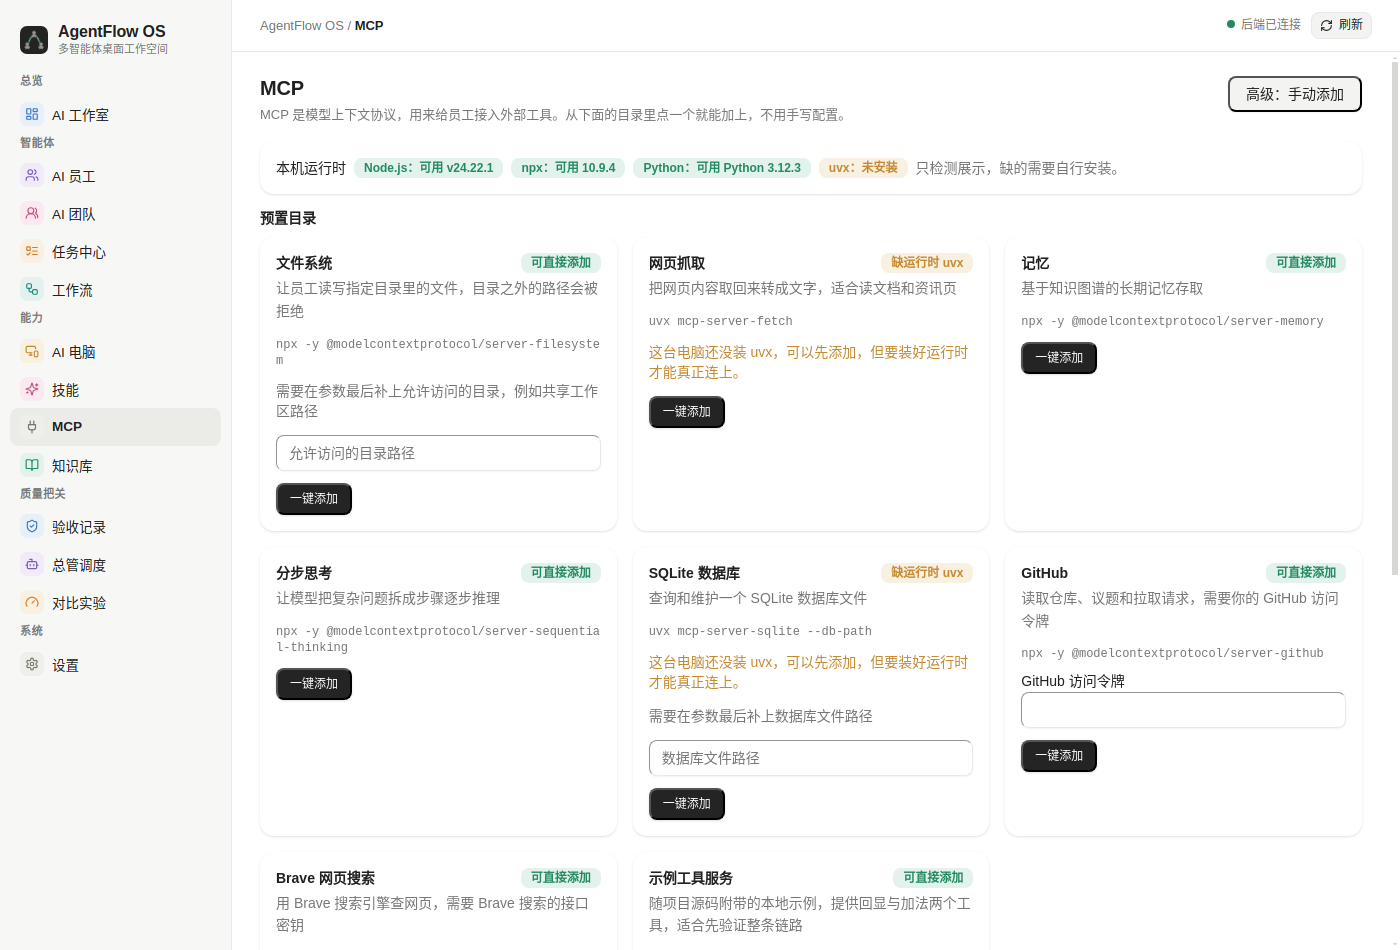 AgentFlow OS
多智能体桌面工作空间
总览
AI 工作室
智能体
AI 员工
AI 团队
任务中心
工作流
能力
AI 电脑
技能
MCP
知识库
质量把关
验收记录
总管调度
对比实验
系统
设置
AgentFlow OS / MCP
后端已连接
刷新
MCP
MCP 是模型上下文协议，用来给员工接入外部工具。从下面的目录里点一个就能加上，不用手写配置。
高级：手动添加
本机运行时 Node.js：可用 v24.22.1 npx：可用 10.9.4 Python：可用 Python 3.12.3 uvx：未安装 只检测展示，缺的需要自行安装。
预置目录
文件系统 可直接添加
让员工读写指定目录里的文件，目录之外的路径会被
拒绝
npx -y @modelcontextprotocol/server-filesyste
m
需要在参数最后补上允许访问的目录，例如共享工作
区路径
允许访问的目录路径
一键添加
网页抓取 缺运行时 uvx
把网页内容取回来转成文字，适合读文档和资讯页
uvx mcp-server-fetch
这台电脑还没装 uvx，可以先添加，但要装好运行时
才能真正连上。
一键添加
记忆 可直接添加
基于知识图谱的长期记忆存取
npx -y @modelcontextprotocol/server-memory
一键添加
分步思考 可直接添加
让模型把复杂问题拆成步骤逐步推理
npx -y @modelcontextprotocol/server-sequentia
l-thinking
一键添加
SQLite 数据库 缺运行时 uvx
查询和维护一个 SQLite 数据库文件
uvx mcp-server-sqlite --db-path
这台电脑还没装 uvx，可以先添加，但要装好运行时
才能真正连上。
需要在参数最后补上数据库文件路径
数据库文件路径
一键添加
GitHub 可直接添加
读取仓库、议题和拉取请求，需要你的 GitHub 访问
令牌
npx -y @modelcontextprotocol/server-github
GitHub 访问令牌
一键添加
Brave 网页搜索 可直接添加
用 Brave 搜索引擎查网页，需要 Brave 搜索的接口
密钥
示例工具服务 可直接添加
随项目源码附带的本地示例，提供回显与加法两个工
具，适合先验证整条链路